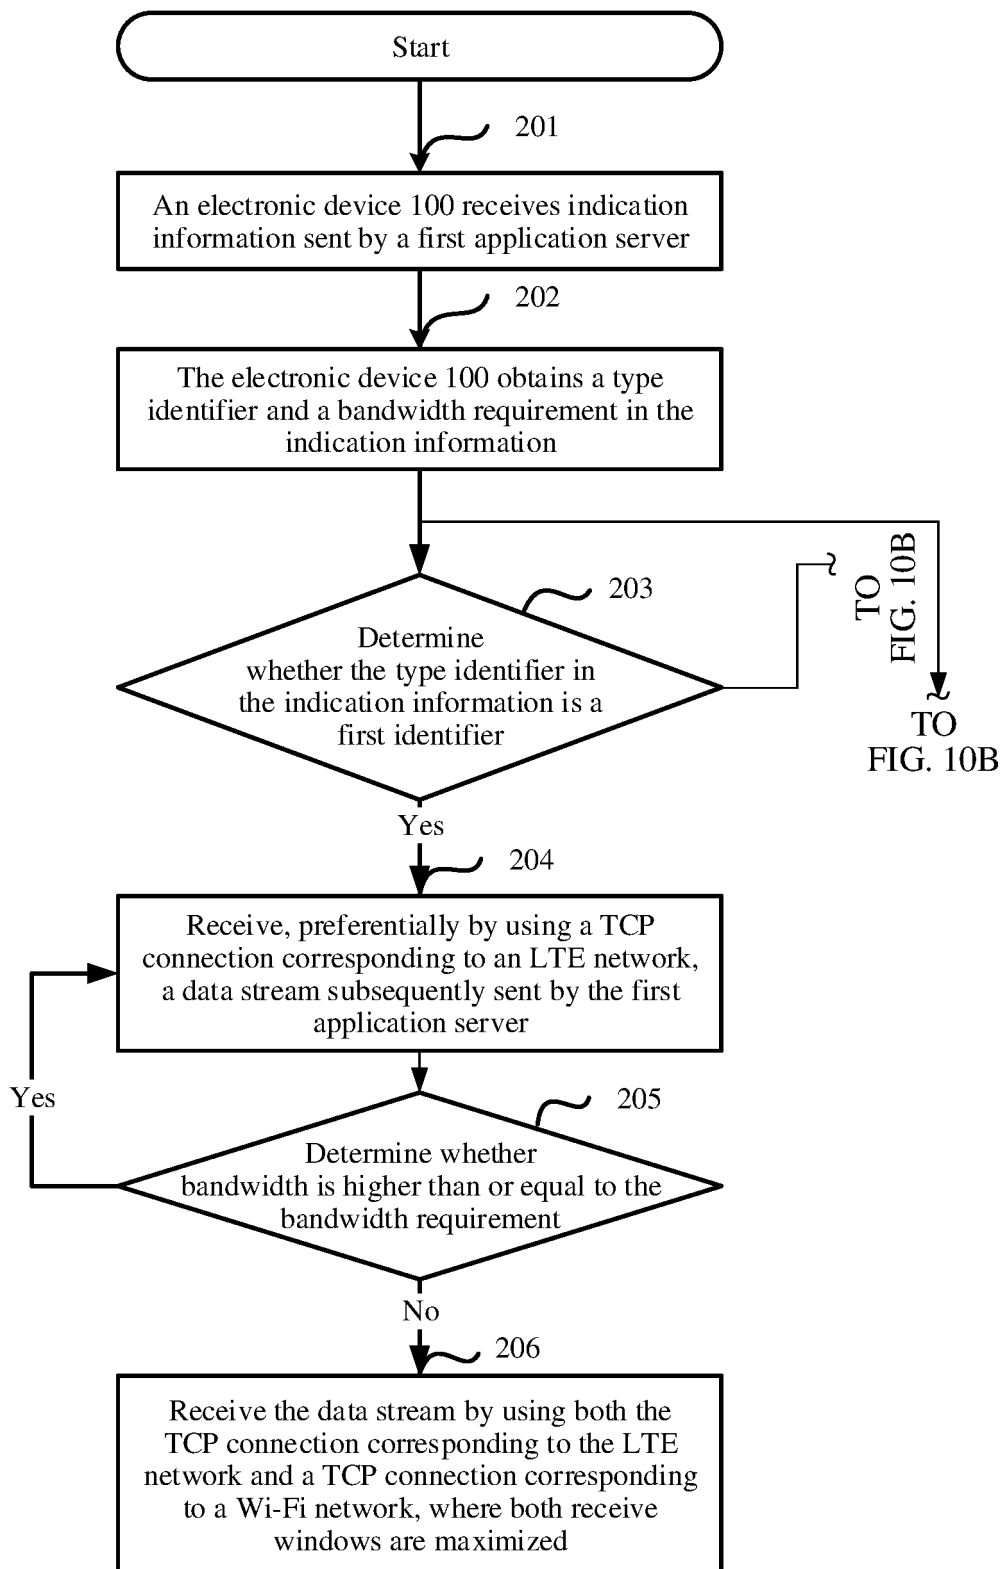 Start
201
An electronic device 100 receives indication
information sent by a first application server
202
The electronic device 100 obtains a type
identifier and a bandwidth requirement in the
indication information
203
TO
FIG. 10B
Determine
whether the type identifier in
the indication information is a
first identifier
TO
FIG. 10B
Yes
204
Receive, preferentially by using a TCP
connection corresponding to an LTE network,
a data stream subsequently sent by the first
application server
Yes
205
Determine whether
bandwidth is higher than or equal to the
bandwidth requirement
No
206
Receive the data stream by using both the
TCP connection corresponding to the LTE
network and a TCP connection corresponding
to a Wi-Fi network, where both receive
windows are maximized